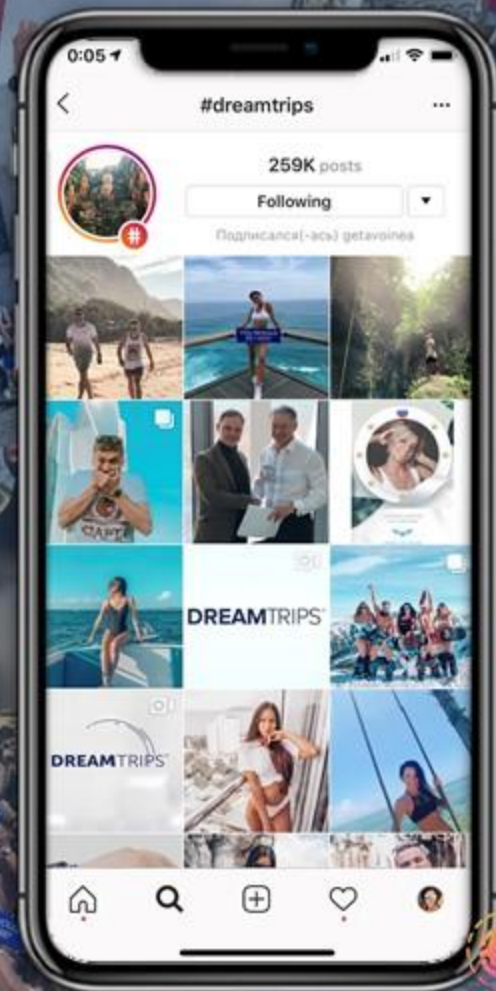 0:05
#dreamtrips
259K posts
Following
#
Подписался(-ась) getavoinea
DREAMTRIPS
DREAMTRIPS